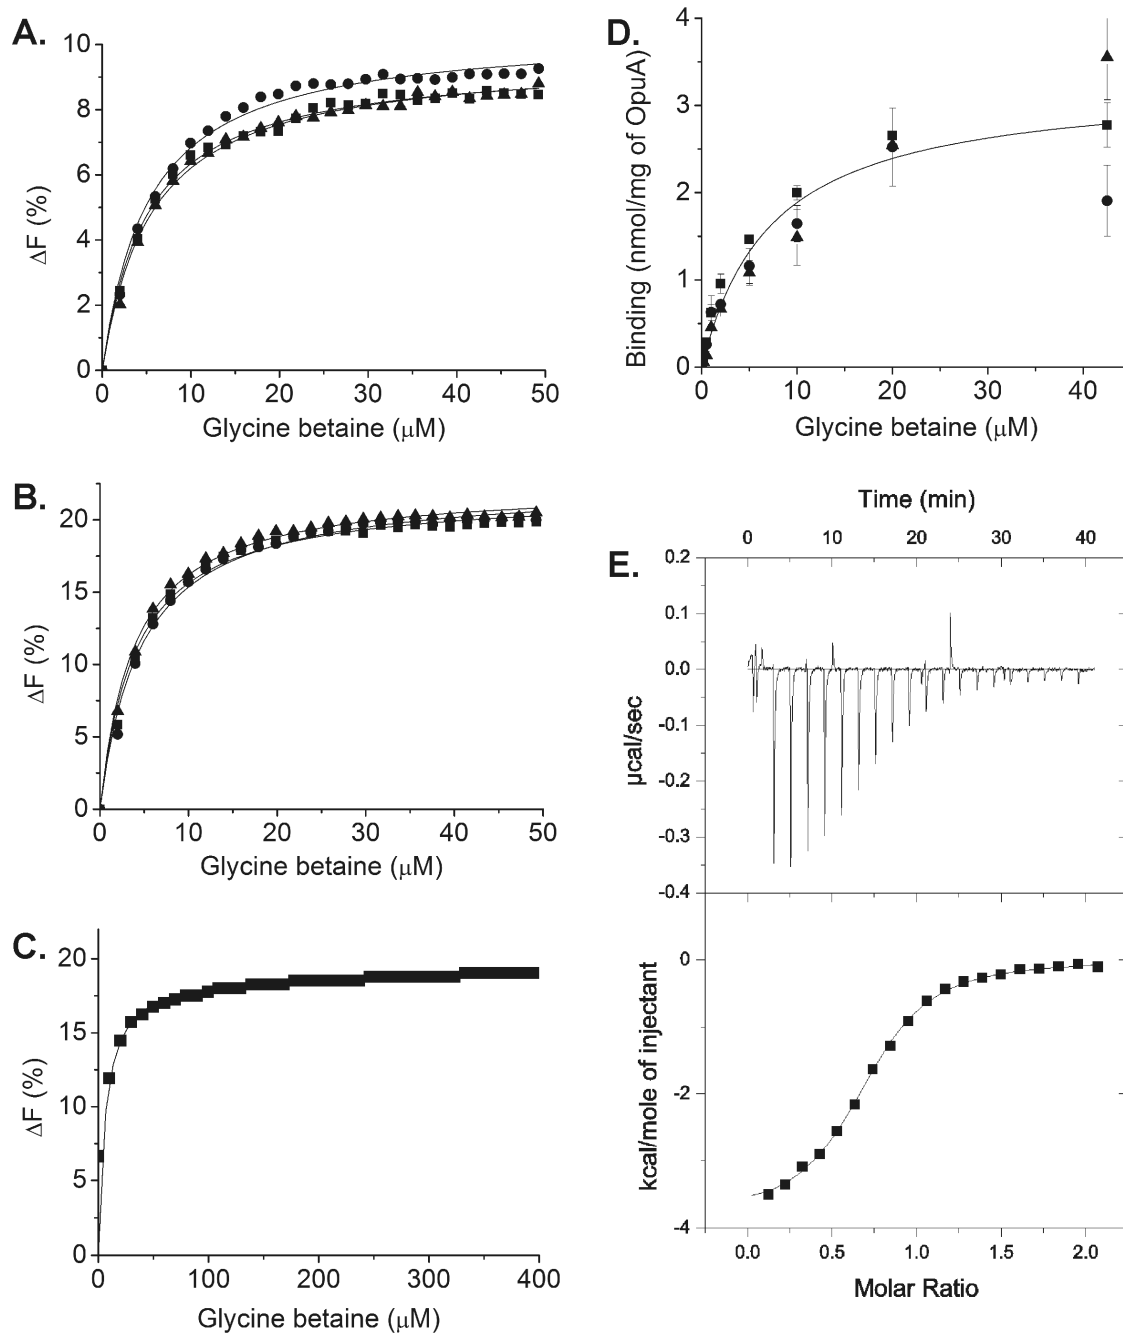 A.
10
8
6
4
2
0
ΔF (%)
0 10 20 30 40 50
Glycine betaine (μM)
B.
20
15
10
5
0
ΔF (%)
0 10 20 30 40 50
Glycine betaine (μM)
C.
20
15
10
5
0
ΔF (%)
0 100 200 300 400
Glycine betaine (μM)
D.
4
3
2
1
0
Binding (nmol/mg of OpuA)
0 10 20 30 40
Glycine betaine (μM)
E.
Time (min)
0 10 20 30 40
0.2
0.1
0.0
-0.1
-0.2
-0.3
-0.4
μcal/sec
0
-2
-4
kcal/mole of injectant
0.0 0.5 1.0 1.5 2.0
Molar Ratio